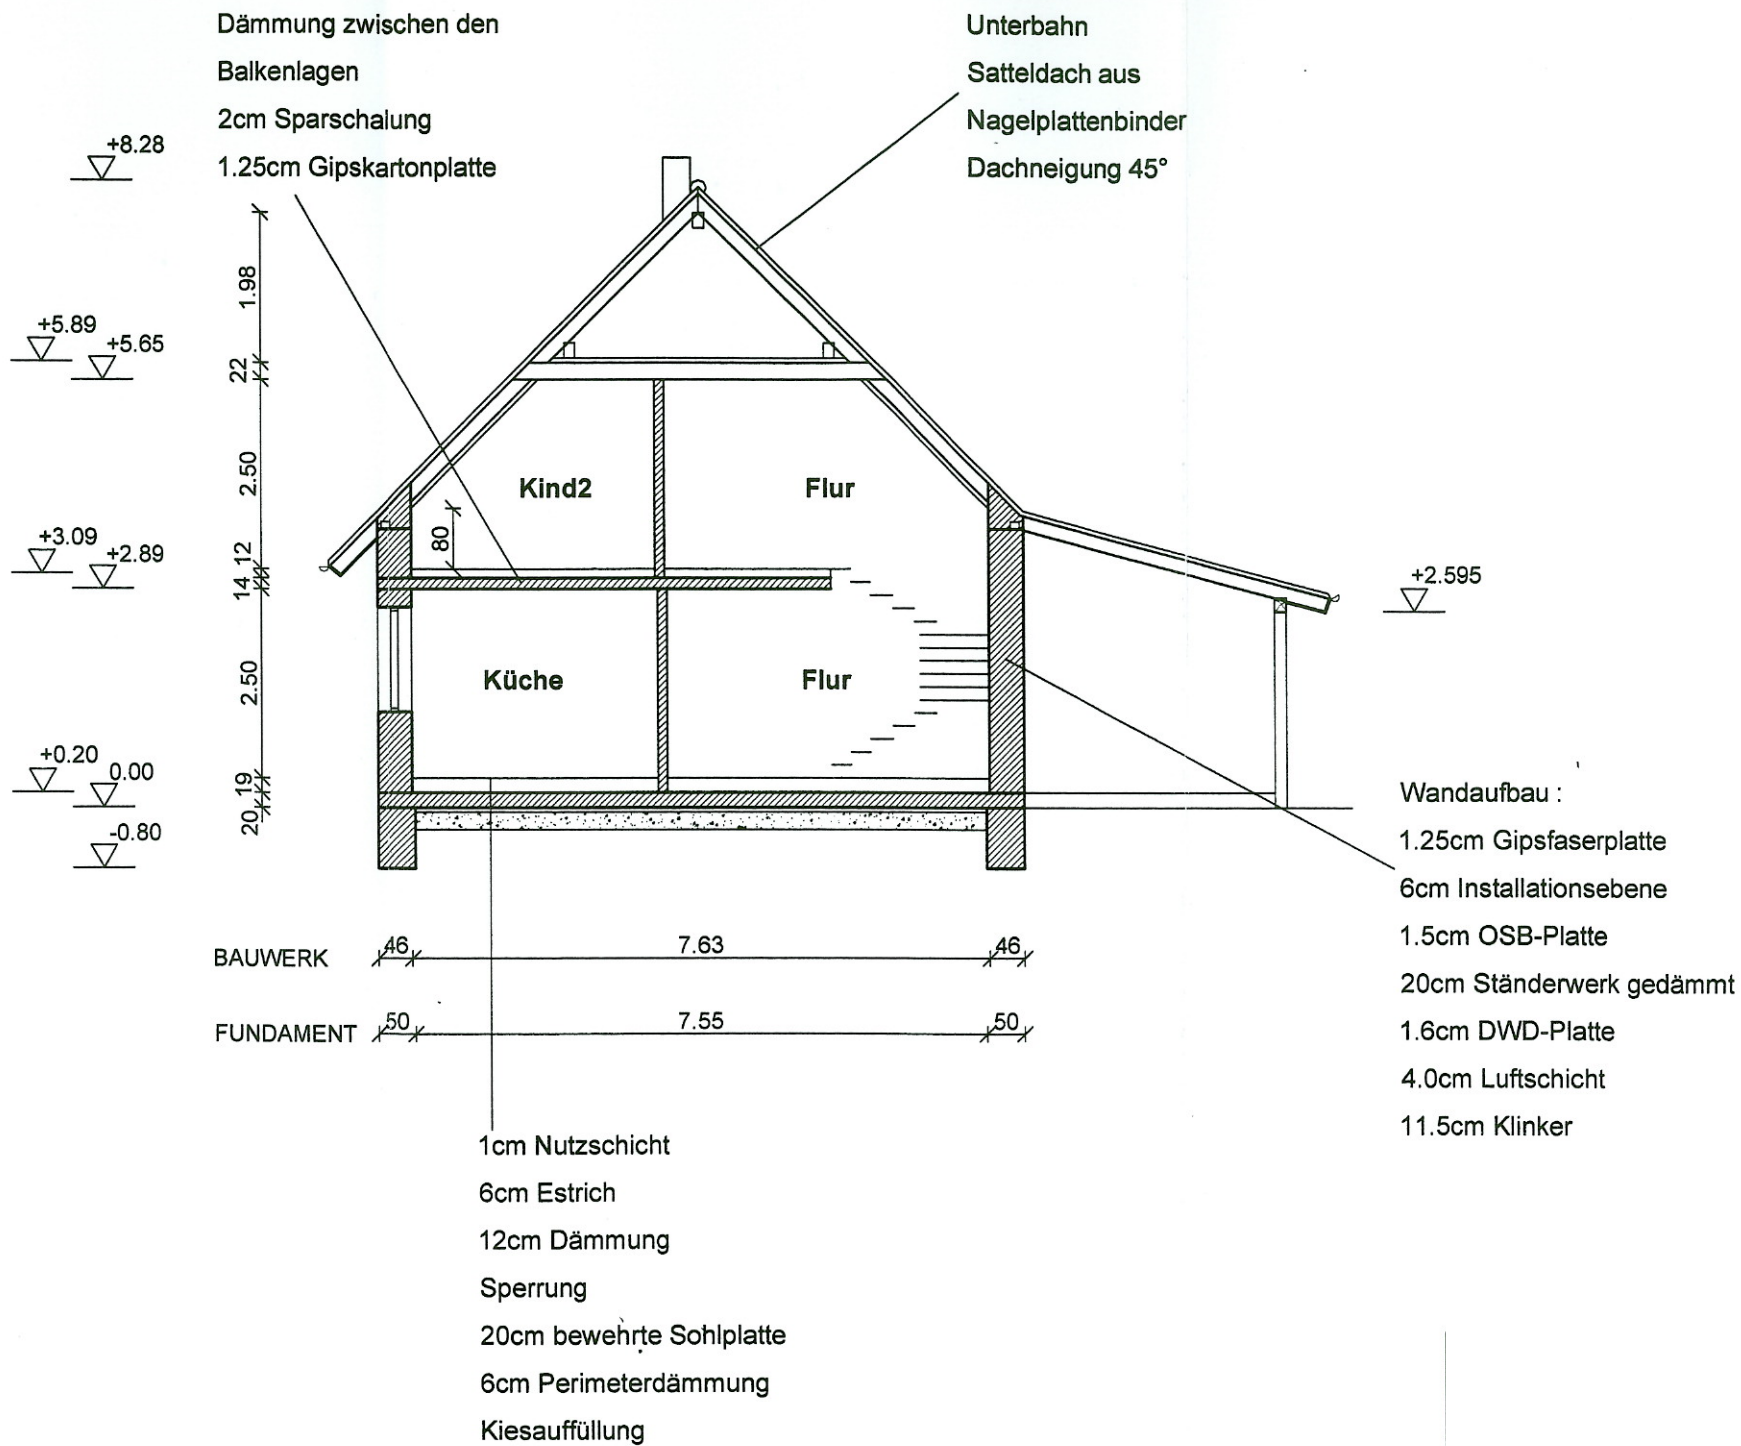 Dämmung zwischen den
Balkenlagen
2cm Sparschalung
1.25cm Gipskartonplatte
Unterbahn
Satteldach aus
Nagelplattenbinder
Dachneigung 45°
+8.28
1.98
+5.89
+5.65
22
2.50
Kind2
Flur
80
+3.09
+2.89
12
14
+2.595
2.50
Küche
Flur
+0.20
0.00
19
20
-0.80
Wandaufbau :
1.25cm Gipsfaserplatte
6cm Installationsebene
1.5cm OSB-Platte
20cm Ständerwerk gedämmt
1.6cm DWD-Platte
4.0cm Luftschicht
11.5cm Klinker
BAUWERK 46 7.63 46
FUNDAMENT 50 7.55 50
1cm Nutzschicht
6cm Estrich
12cm Dämmung
Sperrung
20cm bewehrte Sohlplatte
6cm Perimeterdämmung
Kiesauffüllung